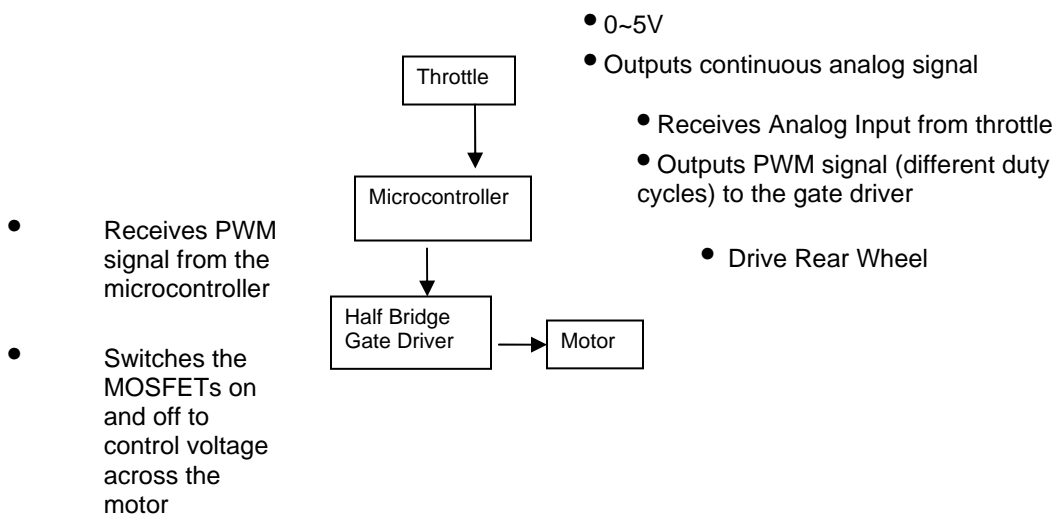 • 0~5V
• Outputs continuous analog signal
Throttle
• Receives Analog Input from throttle
• Outputs PWM signal (different duty
cycles) to the gate driver
Microcontroller
• Receives PWM
signal from the
microcontroller
• Drive Rear Wheel
Half Bridge
Gate Driver
Motor
• Switches the
MOSFETs on
and off to
control voltage
across the
motor